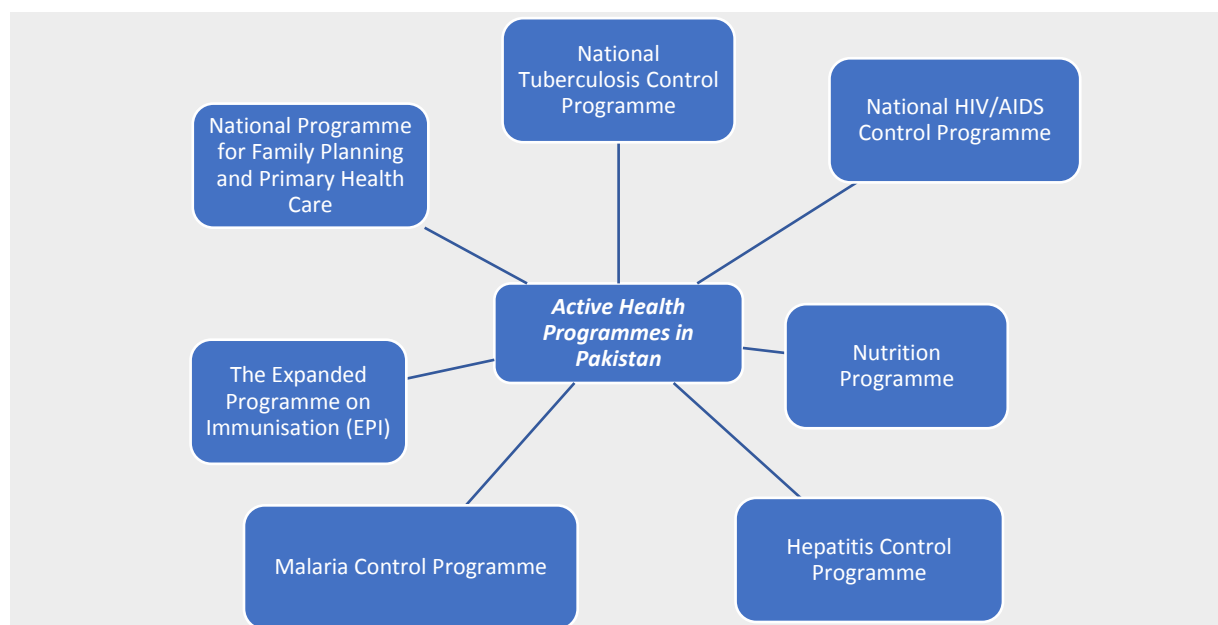 National
Tuberculosis Control
Programme
National HIV/AIDS
Control Programme
National Programme
for Family Planning
and Primary Health
Care
Active Health
Programmes in
Pakistan
Nutrition
Programme
The Expanded
Programme on
Immunisation (EPI)
Hepatitis Control
Programme
Malaria Control Programme